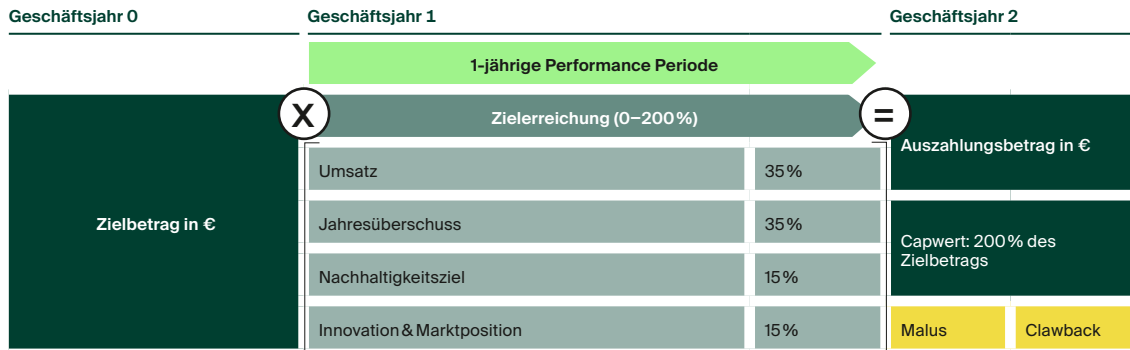 Geschäftsjahr 0
Geschäftsjahr 1
Geschäftsjahr 2
1-jährige Performance Periode
X
Zielerreichung (0–200 %)
=
Zielbetrag in €
Umsatz 35 %
Jahresüberschuss 35 %
Nachhaltigkeitsziel 15 %
Innovation & Marktposition 15 %
Auszahlungsbetrag in €
Capwert: 200 % des
Zielbetrags
Malus
Clawback